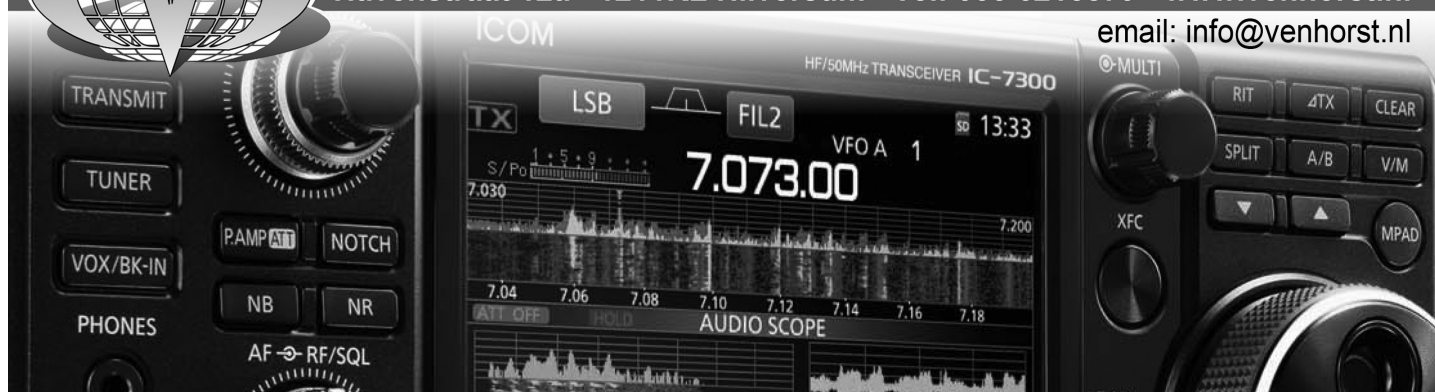 email: info@venhorst.nl
ICOM
HF/50MHz TRANSCEIVER IC-7300
TRANSMIT
TUNER
VOX/BK-IN
PHONES
P.AMP ATT
NOTCH
NB
NR
AF RF/SQL
TX
LSB
FIL2
SD 13:33
VFO A 1
S/Po 1 • 5 • 9 • • •
7.073.00
7.030
7.200
7.04 7.06 7.08 7.10 7.12 7.14 7.16 7.18
ATT OFF HOLD AUDIO SCOPE
MULTI
RIT ⊿TX CLEAR
SPLIT A/B V/M
▼ ▲
MPAD
XFC